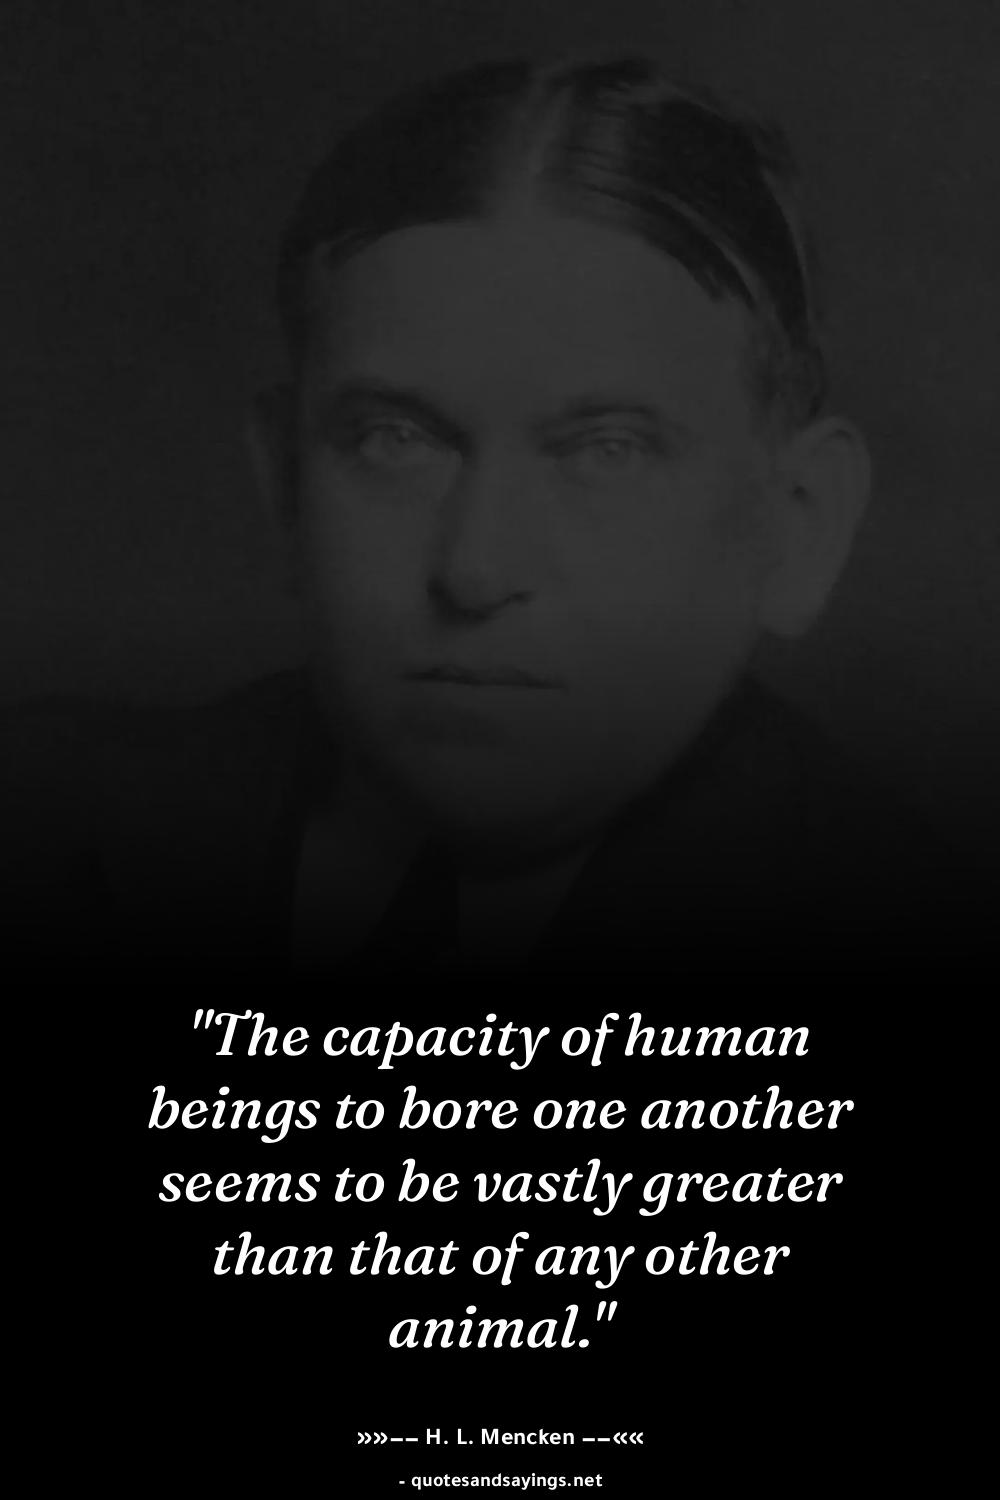 "The capacity of human
beings to bore one another
seems to be vastly greater
than that of any other
animal."
»»−− H. L. Mencken −−««
- quotesandsayings.net